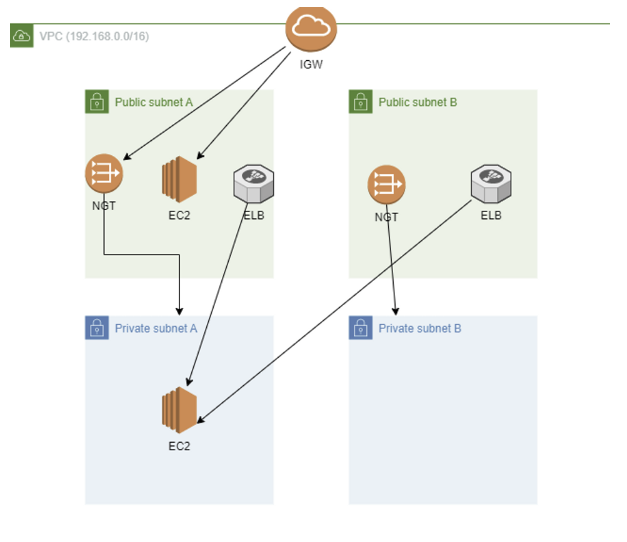 VPC (192.168.0.0/16)
IGW
Public subnet A
Public subnet B
NGT
EC2
ELB
NGT
ELB
Private subnet A
Private subnet B
EC2